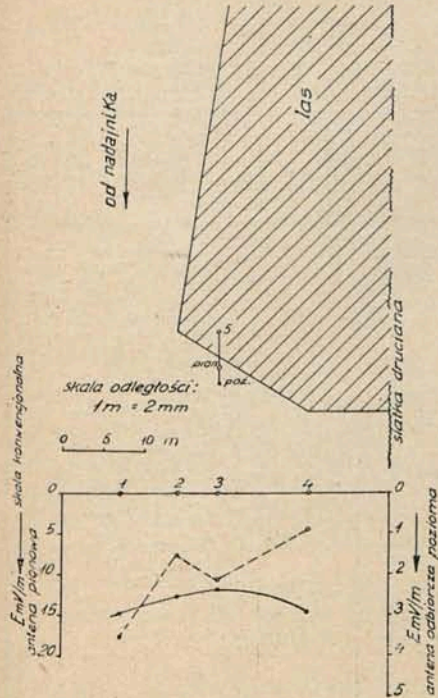 od nadajnika
las
siatka druciana
5
pion.
poz.
skala odległości:
1m = 2mm
0 5 10 m
skala konwencjonalna
E mV/m
antena pionowa
0
5
10
15
20
1 2 3 4
0
1
2
3
4
5
E mV/m
antena odbiorcza pozioma